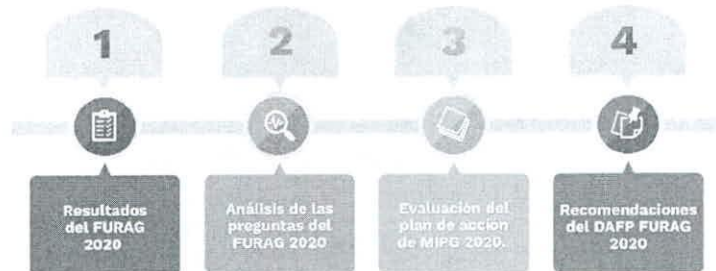 1
2
3
4
Resultados
del FURAG
2020
Análisis de las
preguntas del
FURAG 2020
Evaluación del
plan de accion
de MIPG 2020.
Recomendaciones
del DAFP FURAG
2020